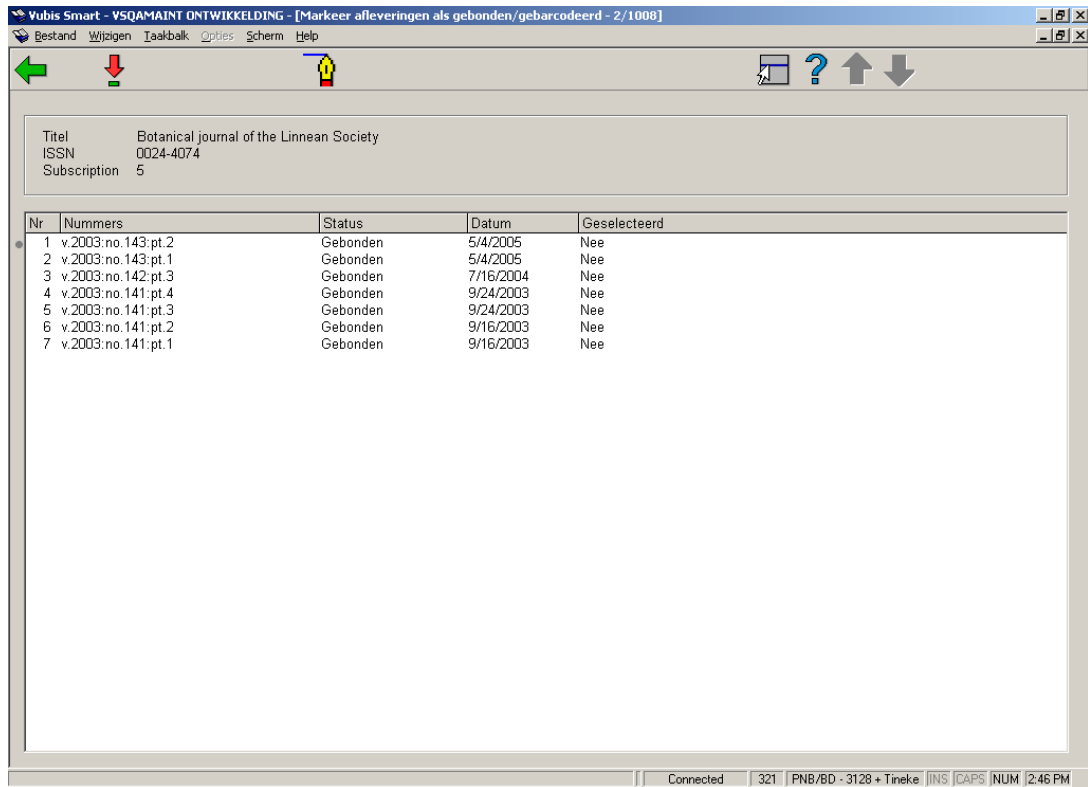 Vubis Smart - VSQAMAINT ONTWIKKELDING - [Markeer afleveringen als gebonden/gebarcodeerd - 2/1008]
Bestand Wijzigen Taakbalk Opties Scherm Help
Titel Botanical journal of the Linnean Society
ISSN 0024-4074
Subscription 5
Nr Nummers Status Datum Geselecteerd
1 v.2003:no.143:pt.2 Gebonden 5/4/2005 Nee
2 v.2003:no.143:pt.1 Gebonden 5/4/2005 Nee
3 v.2003:no.142:pt.3 Gebonden 7/16/2004 Nee
4 v.2003:no.141:pt.4 Gebonden 9/24/2003 Nee
5 v.2003:no.141:pt.3 Gebonden 9/24/2003 Nee
6 v.2003:no.141:pt.2 Gebonden 9/16/2003 Nee
7 v.2003:no.141:pt.1 Gebonden 9/16/2003 Nee
Connected 321 PNB/BD - 3128 + Tineke INS CAPS NUM 2:46 PM